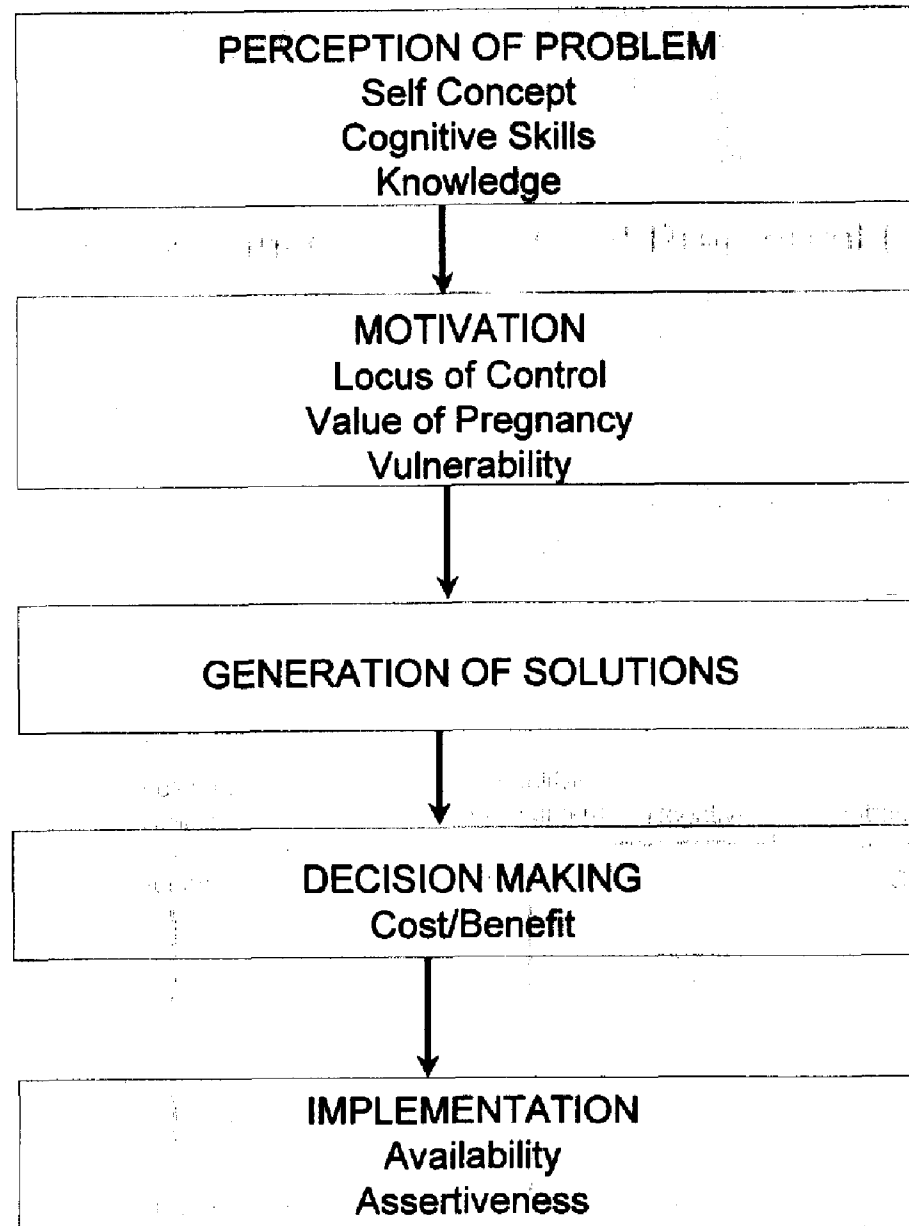 PERCEPTION OF PROBLEM
Self Concept
Cognitive Skills
Knowledge
MOTIVATION
Locus of Control
Value of Pregnancy
Vulnerability
GENERATION OF SOLUTIONS
DECISION MAKING
Cost/Benefit
IMPLEMENTATION
Availability
Assertiveness